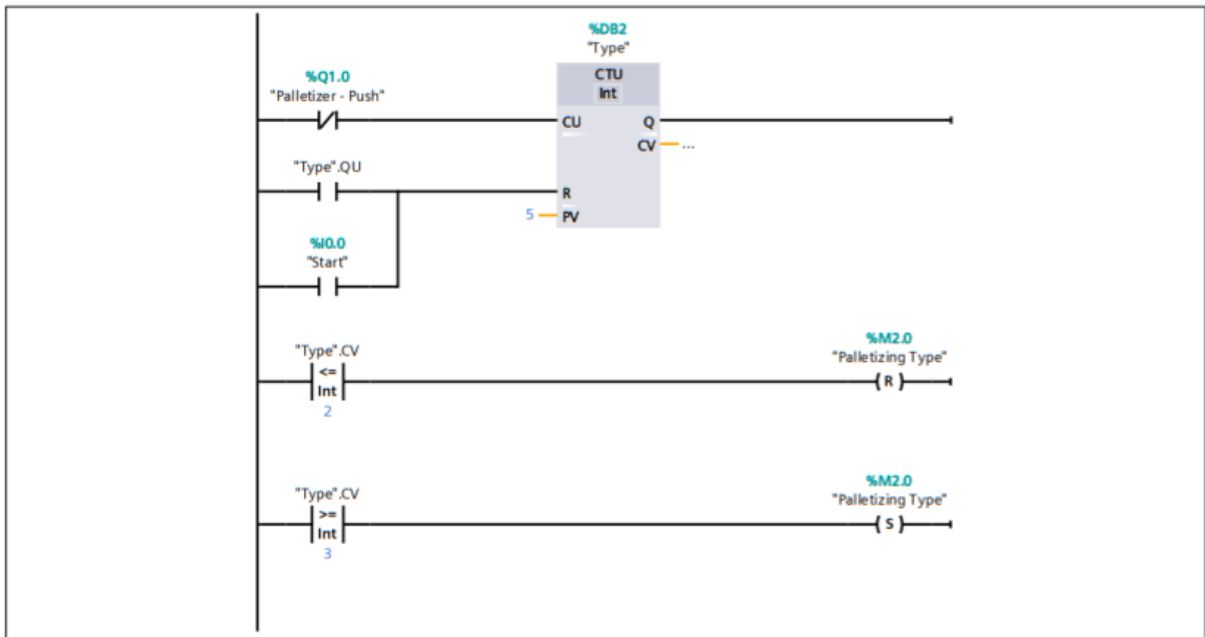 %DB2
"Type"
CTU
Int
%Q1.0
"Palletizer - Push"
CU
Q
CV
...
"Type".QU
R
5
PV
%I0.0
"Start"
"Type".CV
<=
Int
2
%M2.0
"Palletizing Type"
R
"Type".CV
>=
Int
3
%M2.0
"Palletizing Type"
S